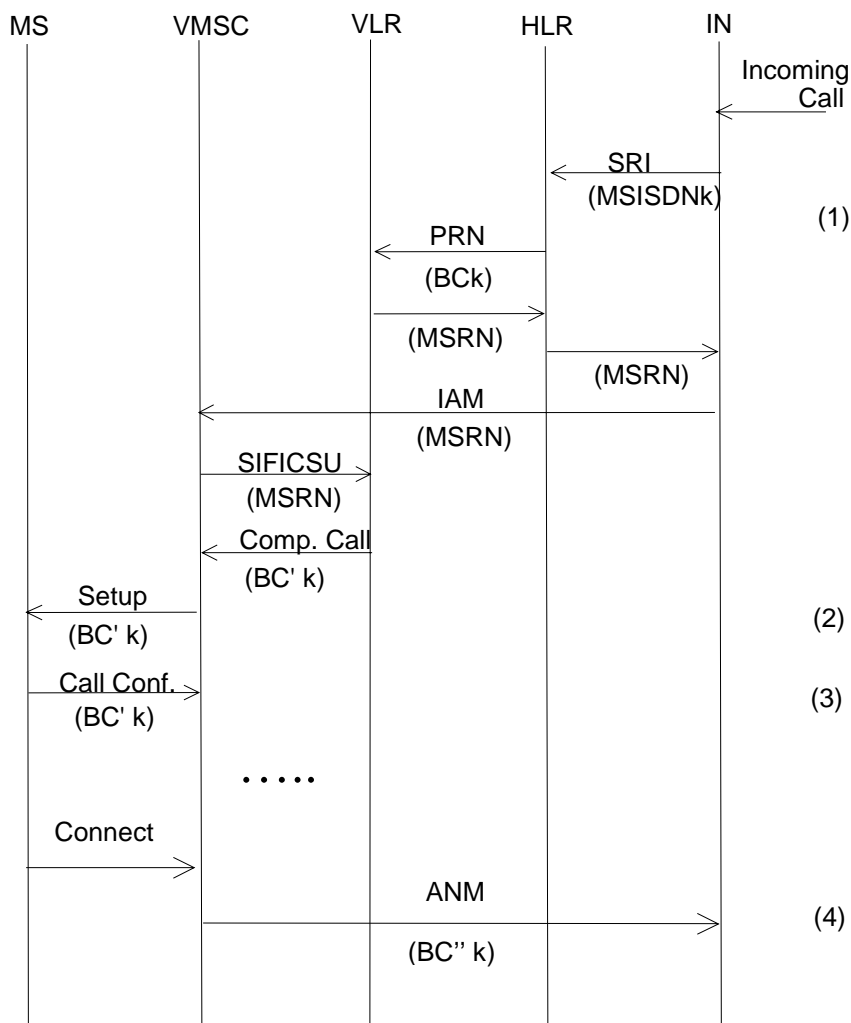 MS VMSC VLR HLR IN
Incoming
Call
SRI
(MSISDNk)
(1)
PRN
(BCk)
(MSRN)
(MSRN)
IAM
(MSRN)
SIFICSU
(MSRN)
Comp. Call
(BC' k)
Setup
(BC' k)
(2)
Call Conf.
(BC' k)
(3)
.....
Connect
ANM
(BC'' k)
(4)